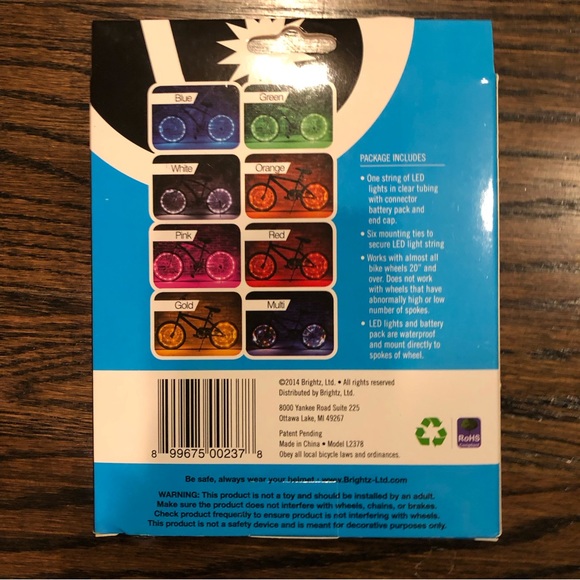 Blue
Green
White
Orange
Pink
Red
Gold
Multi
PACKAGE INCLUDES
• One string of LED
lights in clear tubing
with connector
battery pack and
end cap.
• Six mounting ties to
secure LED light string
• Works with almost all
bike wheels 20" and
over. Does not work
with wheels that have
abnormally high or low
number of spokes.
• LED lights and battery
pack are waterproof
and mount directly to
spokes of wheel.
©2014 Brightz, Ltd. • All rights reserved
Distributed by Brightz, Ltd.
8000 Yankee Road Suite 225
Ottawa Lake, MI 49267
Patent Pending
Made in China • Model L2378
Obey all local bicycle laws and ordinances.
8 99675 00237 8
RoHS
Be safe, always wear your helmet • www.Brightz-Ltd.com
WARNING: This product is not a toy and should be installed by an adult.
Make sure the product does not interfere with wheels, chains, or brakes.
Check product frequently to ensure product is not interfering with wheels.
This product is not a safety device and is meant for decorative purposes only.